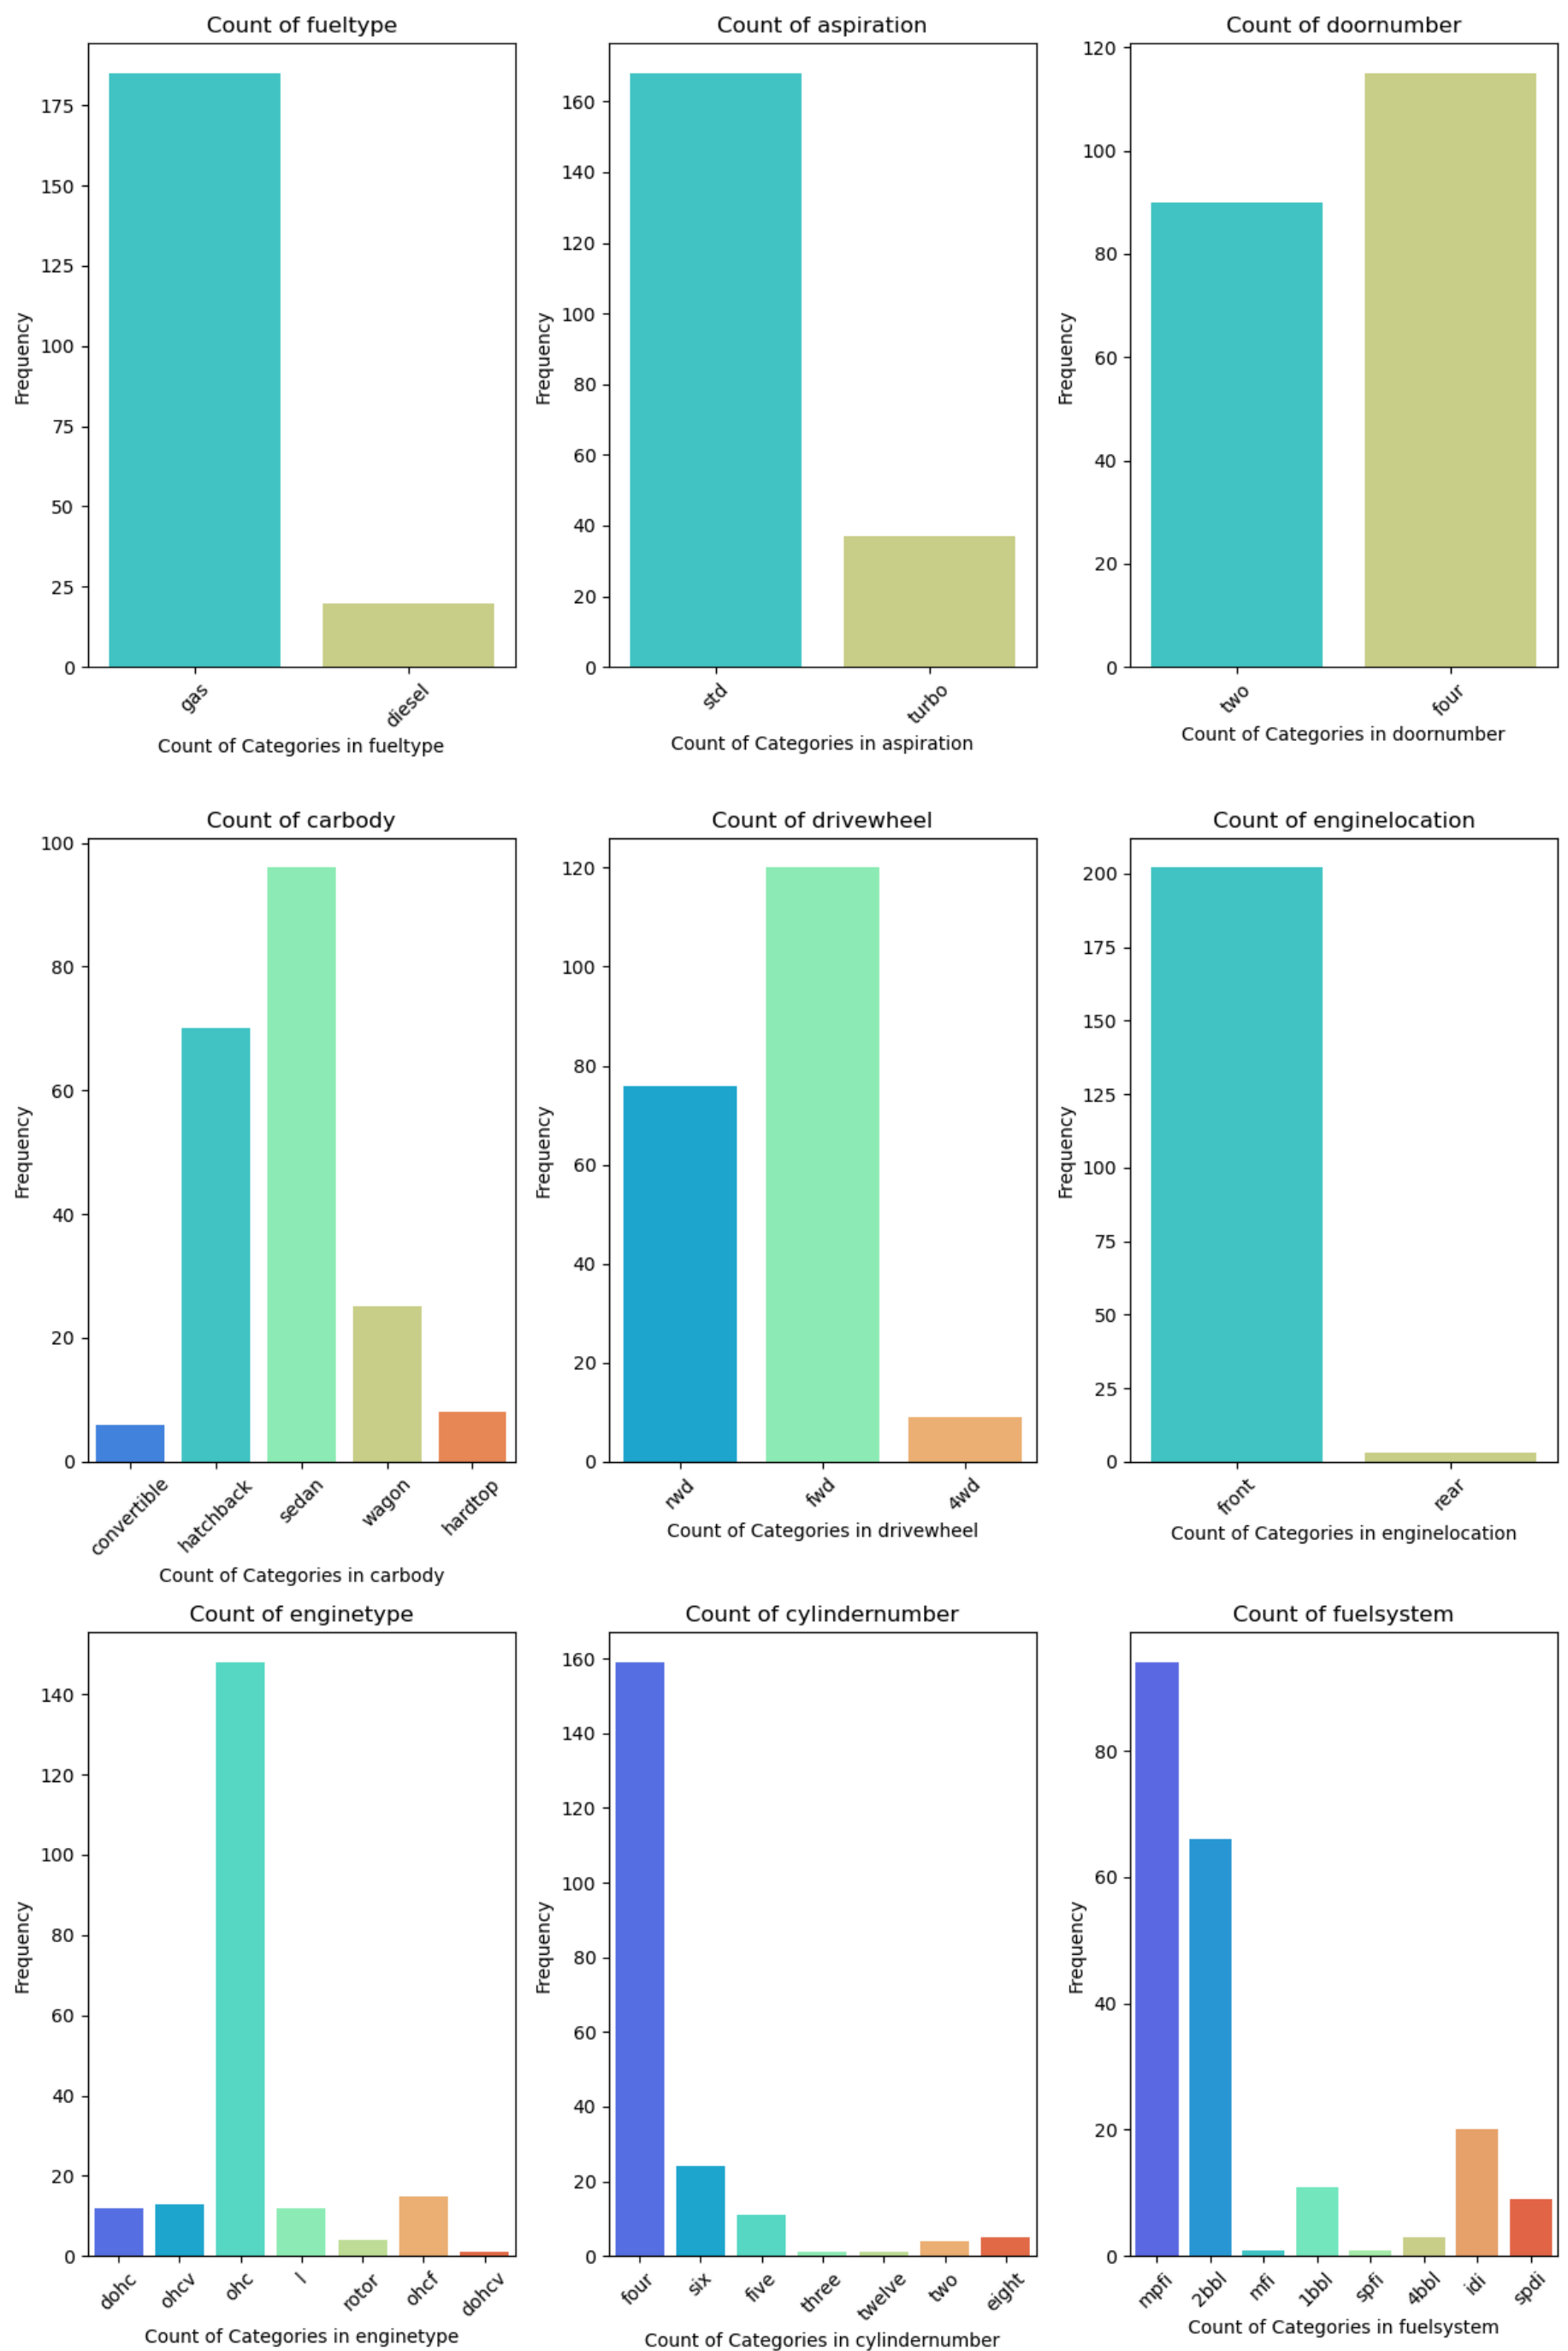 Count of fueltype
Frequency
175
150
125
100
75
50
25
0
gas
diesel
Count of Categories in fueltype
Count of aspiration
Frequency
160
140
120
100
80
60
40
20
0
std
turbo
Count of Categories in aspiration
Count of doornumber
Frequency
120
100
80
60
40
20
0
two
four
Count of Categories in doornumber
Count of carbody
Frequency
100
80
60
40
20
0
convertible
hatchback
sedan
wagon
hardtop
Count of Categories in carbody
Count of drivewheel
Frequency
120
100
80
60
40
20
0
rwd
fwd
4wd
Count of Categories in drivewheel
Count of enginelocation
Frequency
200
175
150
125
100
75
50
25
0
front
rear
Count of Categories in enginelocation
Count of enginetype
Frequency
140
120
100
80
60
40
20
0
dohc
ohcv
ohc
l
rotor
ohcf
dohcv
Count of Categories in enginetype
Count of cylindernumber
Frequency
160
140
120
100
80
60
40
20
0
four
six
five
three
twelve
two
eight
Count of Categories in cylindernumber
Count of fuelsystem
Frequency
80
60
40
20
0
mpfi
2bbl
mfi
1bbl
spfi
4bbl
idi
spdi
Count of Categories in fuelsystem